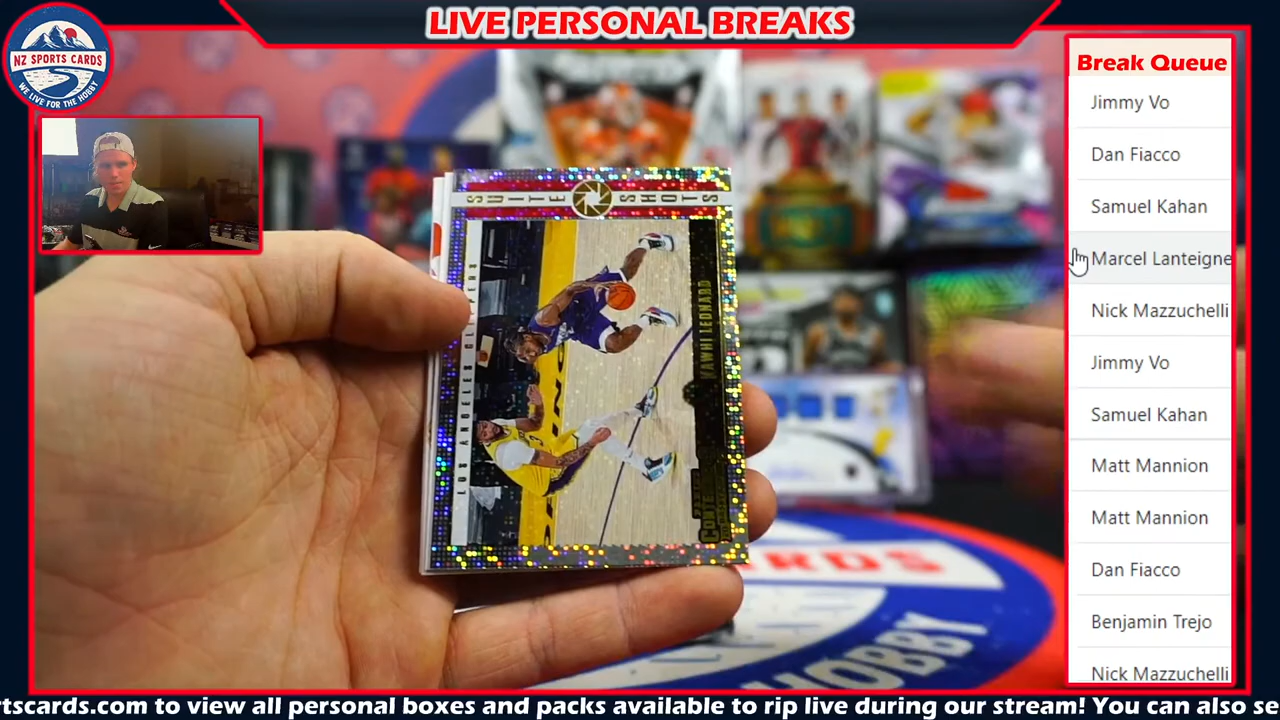 LIVE PERSONAL BREAKS
NZ SPORTS CARDS
WE LIVE FOR THE HOBBY
Break Queue
Jimmy Vo
Dan Fiacco
Samuel Kahan
Marcel Lanteigne
Nick Mazzuchelli
Jimmy Vo
Samuel Kahan
Matt Mannion
Matt Mannion
Dan Fiacco
Benjamin Trejo
Nick Mazzuchelli
SUITE SHOTS
LOS ANGELES CLIPPERS
KAWHI LEONARD
HOBBY
rtscards.com to view all personal boxes and packs available to rip live during our stream! You can also se